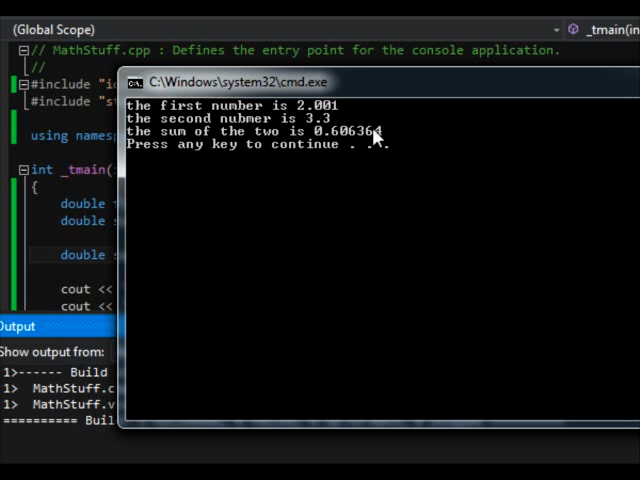 (Global Scope)
_tmain(in
// MathStuff.cpp : Defines the entry point for the console application.
//
#include "i
#include "s
using namesp
int _tmain(
{
double
double s
double s
cout <<
cout <<
C:\Windows\system32\cmd.exe
the first number is 2.001
the second nubmer is 3.3
the sum of the two is 0.606364
Press any key to continue . . .
Output
Show output from:
1>------ Build
1> MathStuff.c
1> MathStuff.v
========== Buil